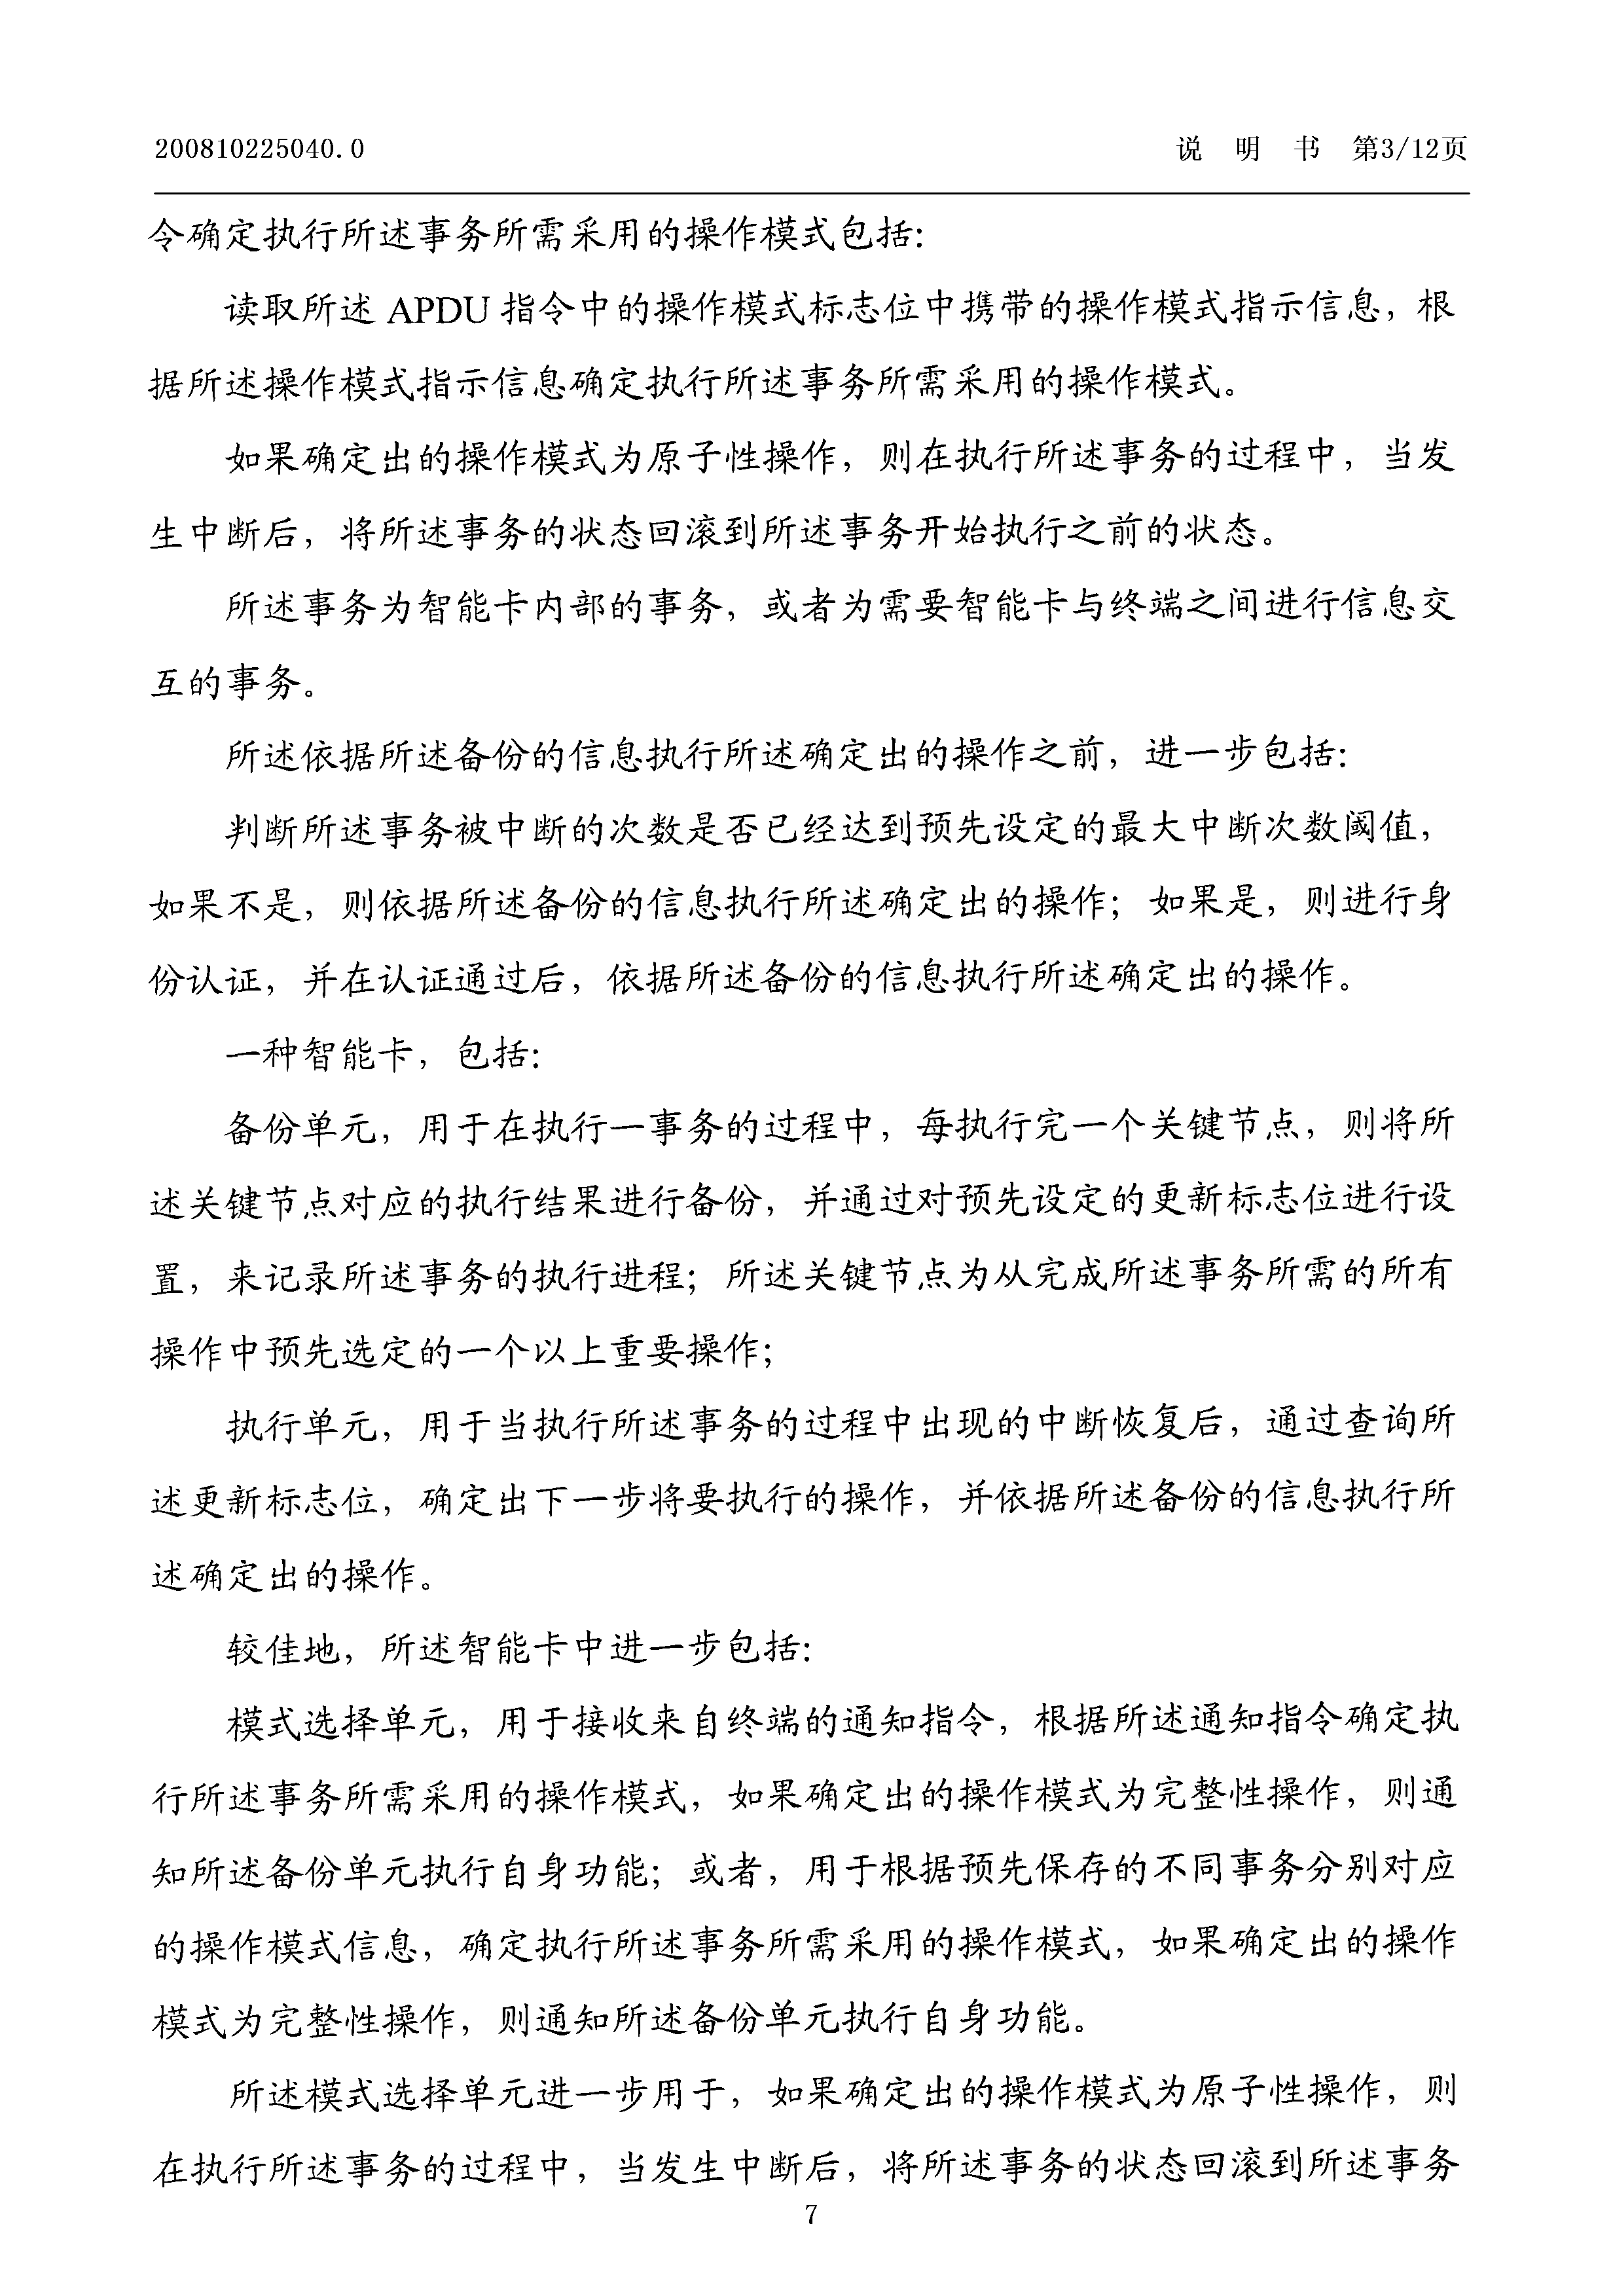 200810225040.0 说 明 书 第3/12页
令确定执行所述事务所需采用的操作模式包括:
读取所述 APDU 指令中的操作模式标志位中携带的操作模式指示信息，根
据所述操作模式指示信息确定执行所述事务所需采用的操作模式。
如果确定出的操作模式为原子性操作，则在执行所述事务的过程中，当发
生中断后，将所述事务的状态回滚到所述事务开始执行之前的状态。
所述事务为智能卡内部的事务，或者为需要智能卡与终端之间进行信息交
互的事务。
所述依据所述备份的信息执行所述确定出的操作之前，进一步包括:
判断所述事务被中断的次数是否已经达到预先设定的最大中断次数阈值，
如果不是，则依据所述备份的信息执行所述确定出的操作；如果是，则进行身
份认证，并在认证通过后，依据所述备份的信息执行所述确定出的操作。
一种智能卡，包括:
备份单元，用于在执行一事务的过程中，每执行完一个关键节点，则将所
述关键节点对应的执行结果进行备份，并通过对预先设定的更新标志位进行设
置，来记录所述事务的执行进程；所述关键节点为从完成所述事务所需的所有
操作中预先选定的一个以上重要操作；
执行单元，用于当执行所述事务的过程中出现的中断恢复后，通过查询所
述更新标志位，确定出下一步将要执行的操作，并依据所述备份的信息执行所
述确定出的操作。
较佳地，所述智能卡中进一步包括:
模式选择单元，用于接收来自终端的通知指令，根据所述通知指令确定执
行所述事务所需采用的操作模式，如果确定出的操作模式为完整性操作，则通
知所述备份单元执行自身功能；或者，用于根据预先保存的不同事务分别对应
的操作模式信息，确定执行所述事务所需采用的操作模式，如果确定出的操作
模式为完整性操作，则通知所述备份单元执行自身功能。
所述模式选择单元进一步用于，如果确定出的操作模式为原子性操作，则
在执行所述事务的过程中，当发生中断后，将所述事务的状态回滚到所述事务
7